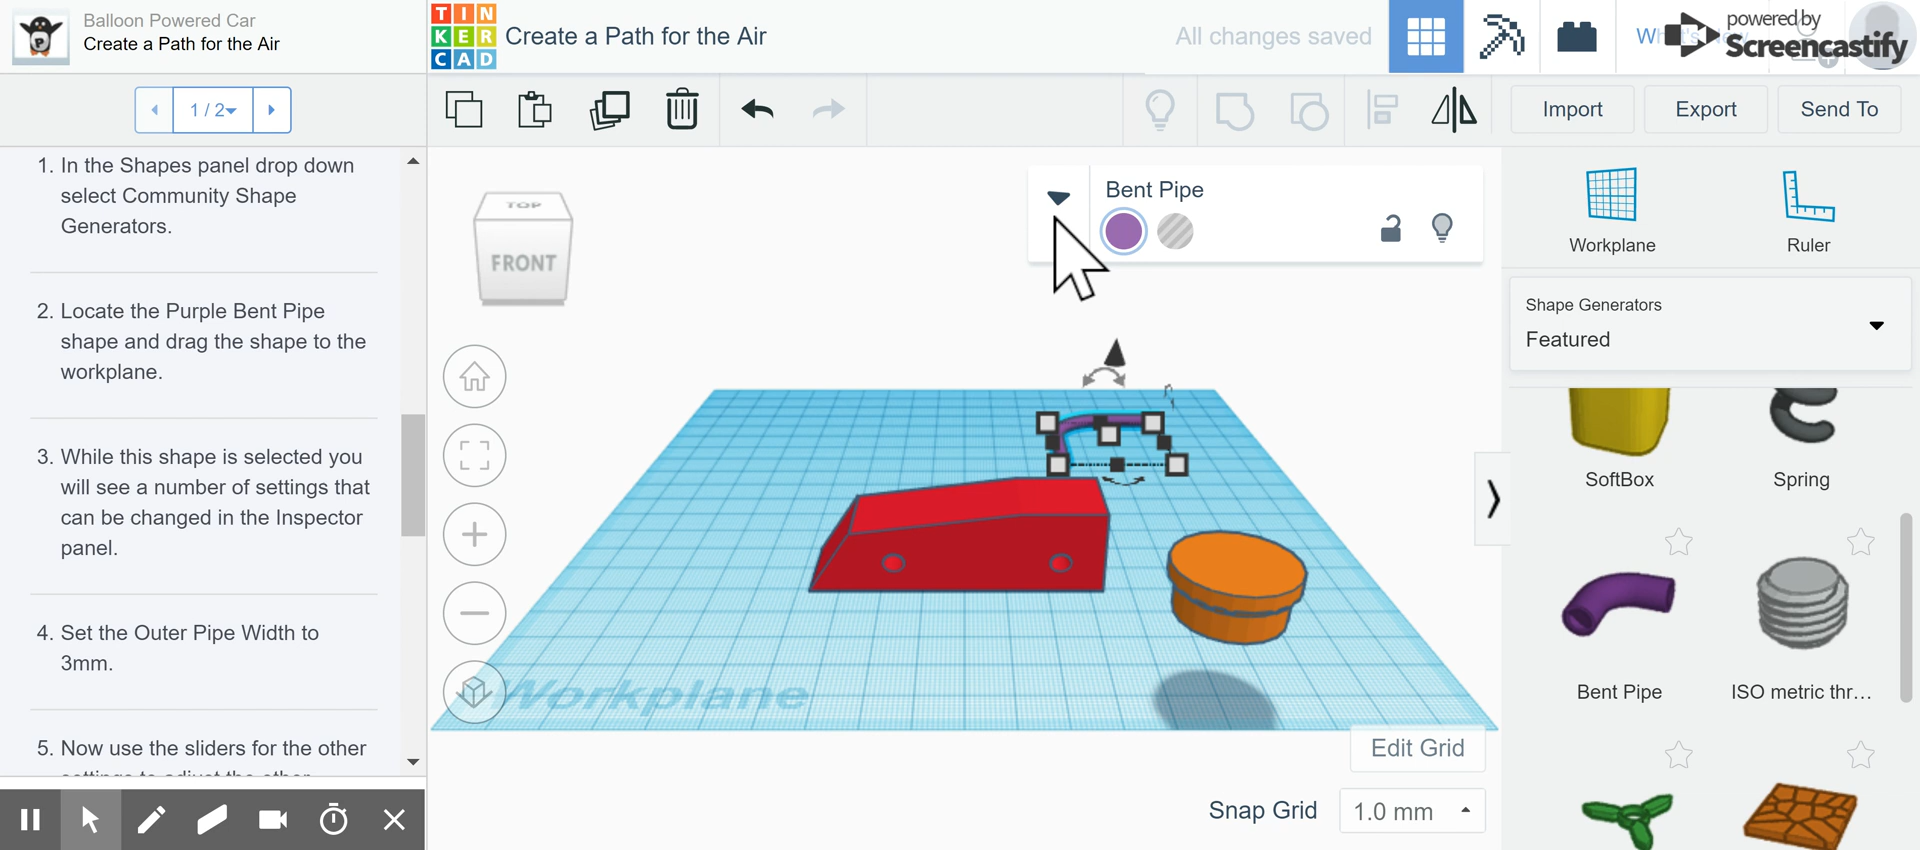 Balloon Powered Car
Create a Path for the Air
TIN
KER
CAD
Create a Path for the Air
All changes saved
powered by
Screencastify
1 / 2
Import
Export
Send To
1. In the Shapes panel drop down
select Community Shape
Generators.
2. Locate the Purple Bent Pipe
shape and drag the shape to the
workplane.
3. While this shape is selected you
will see a number of settings that
can be changed in the Inspector
panel.
4. Set the Outer Pipe Width to
3mm.
5. Now use the sliders for the other
TOP
FRONT
Bent Pipe
Workplane
Edit Grid
Snap Grid
1.0 mm
Workplane
Ruler
Shape Generators
Featured
SoftBox
Spring
Bent Pipe
ISO metric thr...